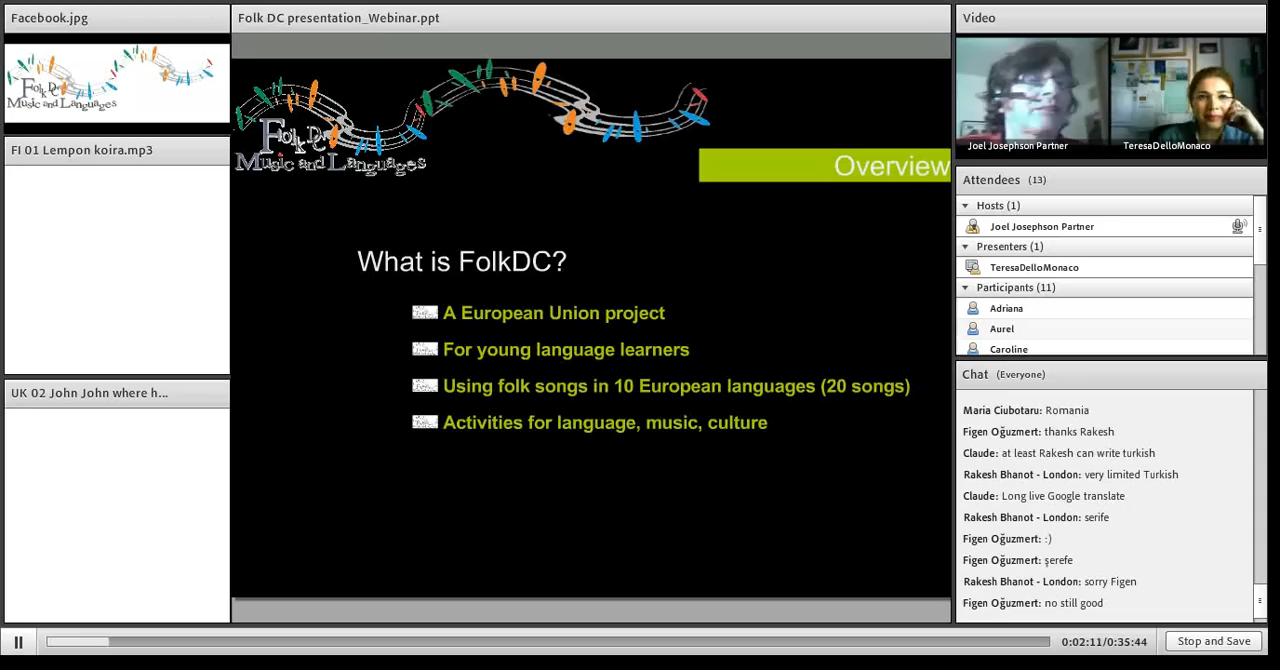 Facebook.jpg
Folk DC
Music and Languages
FI 01 Lempon koira.mp3
UK 02 John John where h...
Folk DC presentation_Webinar.ppt
Folk DC
Music and Languages
Overview
What is FolkDC?
A European Union project
For young language learners
Using folk songs in 10 European languages (20 songs)
Activities for language, music, culture
Video
Joel Josephson Partner
TeresaDelloMonaco
Attendees (13)
Hosts (1)
Joel Josephson Partner
Presenters (1)
TeresaDelloMonaco
Participants (11)
Adriana
Aurel
Caroline
Chat (Everyone)
Maria Ciubotaru: Romania
Figen Oğuzmert: thanks Rakesh
Claude: at least Rakesh can write turkish
Rakesh Bhanot - London: very limited Turkish
Claude: Long live Google translate
Rakesh Bhanot - London: serife
Figen Oğuzmert: :)
Figen Oğuzmert: şerefe
Rakesh Bhanot - London: sorry Figen
Figen Oğuzmert: no still good
0:02:11/0:35:44
Stop and Save